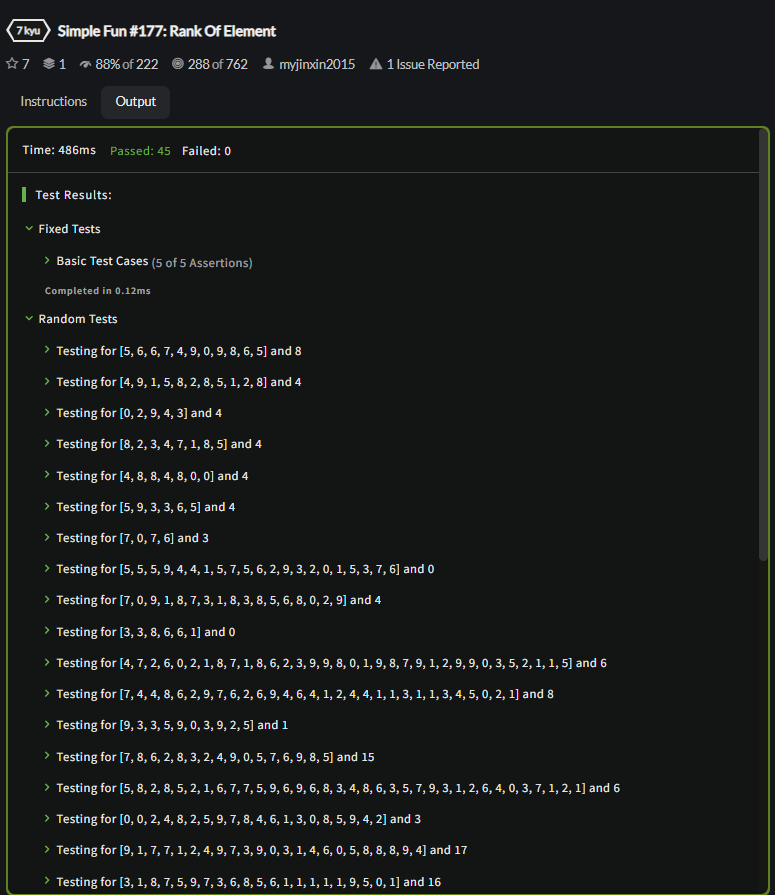 7 kyu Simple Fun #177: Rank Of Element
7 1 88% of 222 288 of 762 myjinxin2015 1 Issue Reported
Instructions Output
Time: 486ms Passed: 45 Failed: 0
Test Results:
Fixed Tests
Basic Test Cases (5 of 5 Assertions)
Completed in 0.12ms
Random Tests
Testing for [5, 6, 6, 7, 4, 9, 0, 9, 8, 6, 5] and 8
Testing for [4, 9, 1, 5, 8, 2, 8, 5, 1, 2, 8] and 4
Testing for [0, 2, 9, 4, 3] and 4
Testing for [8, 2, 3, 4, 7, 1, 8, 5] and 4
Testing for [4, 8, 8, 4, 8, 0, 0] and 4
Testing for [5, 9, 3, 3, 6, 5] and 4
Testing for [7, 0, 7, 6] and 3
Testing for [5, 5, 5, 9, 4, 4, 1, 5, 7, 5, 6, 2, 9, 3, 2, 0, 1, 5, 3, 7, 6] and 0
Testing for [7, 0, 9, 1, 8, 7, 3, 1, 8, 3, 8, 5, 6, 8, 0, 2, 9] and 4
Testing for [3, 3, 8, 6, 6, 1] and 0
Testing for [4, 7, 2, 6, 0, 2, 1, 8, 7, 1, 8, 6, 2, 3, 9, 9, 8, 0, 1, 9, 8, 7, 9, 1, 2, 9, 9, 0, 3, 5, 2, 1, 1, 5] and 6
Testing for [7, 4, 4, 8, 6, 2, 9, 7, 6, 2, 6, 9, 4, 6, 4, 1, 2, 4, 4, 1, 1, 3, 1, 1, 3, 4, 5, 0, 2, 1] and 8
Testing for [9, 3, 3, 5, 9, 0, 3, 9, 2, 5] and 1
Testing for [7, 8, 6, 2, 8, 3, 2, 4, 9, 0, 5, 7, 6, 9, 8, 5] and 15
Testing for [5, 8, 2, 8, 5, 2, 1, 6, 7, 7, 5, 9, 6, 9, 6, 8, 3, 4, 8, 6, 3, 5, 7, 9, 3, 1, 2, 6, 4, 0, 3, 7, 1, 2, 1] and 6
Testing for [0, 0, 2, 4, 8, 2, 5, 9, 7, 8, 4, 6, 1, 3, 0, 8, 5, 9, 4, 2] and 3
Testing for [9, 1, 7, 7, 1, 2, 4, 9, 7, 3, 9, 0, 3, 1, 4, 6, 0, 5, 8, 8, 8, 9, 4] and 17
Testing for [3, 1, 8, 7, 5, 9, 7, 3, 6, 8, 5, 6, 1, 1, 1, 1, 1, 9, 5, 0, 1] and 16